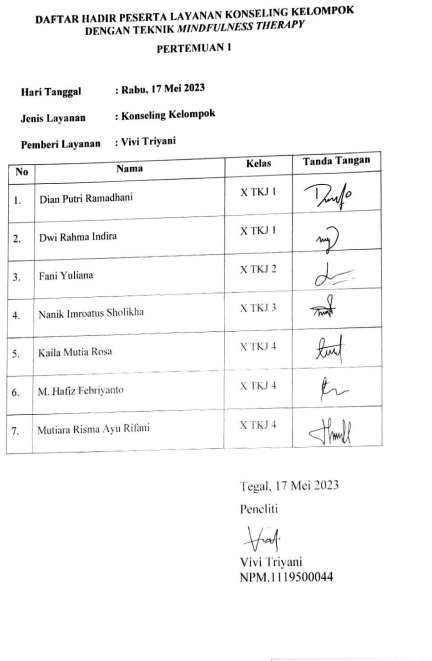 DAFTAR HADIR PESERTA LAYANAN KONSELING KELOMPOK
DENGAN TEKNIK MINDFULNESS THERAPY
PERTEMUAN 1
Hari Tanggal : Rabu, 17 Mei 2023
Jenis Layanan : Konseling Kelompok
Pemberi Layanan : Vivi Triyani
No Nama Kelas Tanda Tangan
1. Dian Putri Ramadhani X TKJ 1
2. Dwi Rahma Indira X TKJ 1
3. Fani Yuliana X TKJ 2
4. Nanik Imroatus Sholikha X TKJ 3
5. Kaila Mutia Rosa X TKJ 4
6. M. Hafiz Febriyanto X TKJ 4
7. Mutiara Risma Ayu Rifani X TKJ 4
Tegal, 17 Mei 2023
Peneliti
Vivi Triyani
NPM.1119500044